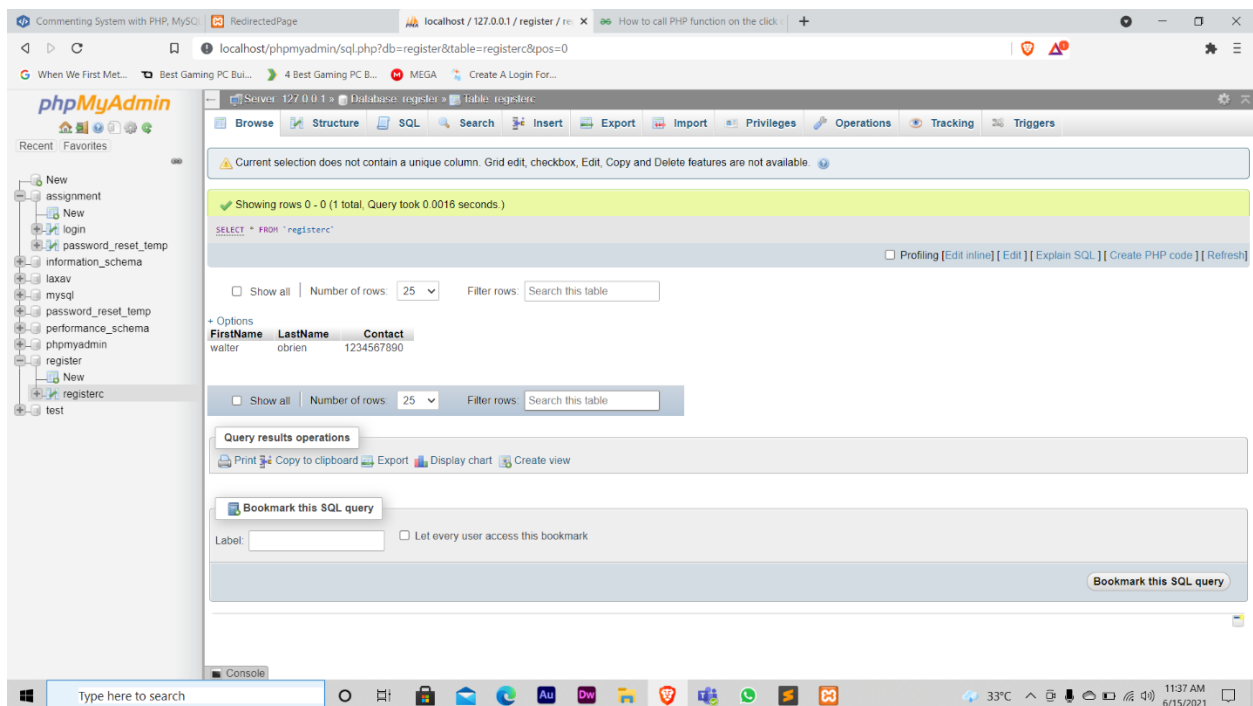 Commenting System with PHP, MySQ
RedirectedPage
localhost / 127.0.0.1 / register / re
How to call PHP function on the click o
localhost/phpmyadmin/sql.php?db=register&table=registerc&pos=0
When We First Met...
Best Gaming PC Bui...
4 Best Gaming PC B...
MEGA
Create A Login For...
phpMyAdmin
Recent Favorites
New
assignment
New
login
password_reset_temp
information_schema
laxav
mysql
password_reset_temp
performance_schema
phpmyadmin
register
New
registerc
test
Server: 127.0.0.1 » Database: register » Table: registerc
Browse Structure SQL Search Insert Export Import Privileges Operations Tracking Triggers
Current selection does not contain a unique column. Grid edit, checkbox, Edit, Copy and Delete features are not available.
Showing rows 0 - 0 (1 total, Query took 0.0016 seconds.)
SELECT * FROM `registerc`
Profiling [Edit inline] [ Edit ] [ Explain SQL ] [ Create PHP code ] [ Refresh]
Show all Number of rows: 25 Filter rows: Search this table
+ Options
FirstName LastName Contact
walter obrien 1234567890
Show all Number of rows: 25 Filter rows: Search this table
Query results operations
Print Copy to clipboard Export Display chart Create view
Bookmark this SQL query
Label: Let every user access this bookmark
Bookmark this SQL query
Console
Type here to search
Au
Dw
33°C
11:37 AM
6/15/2021